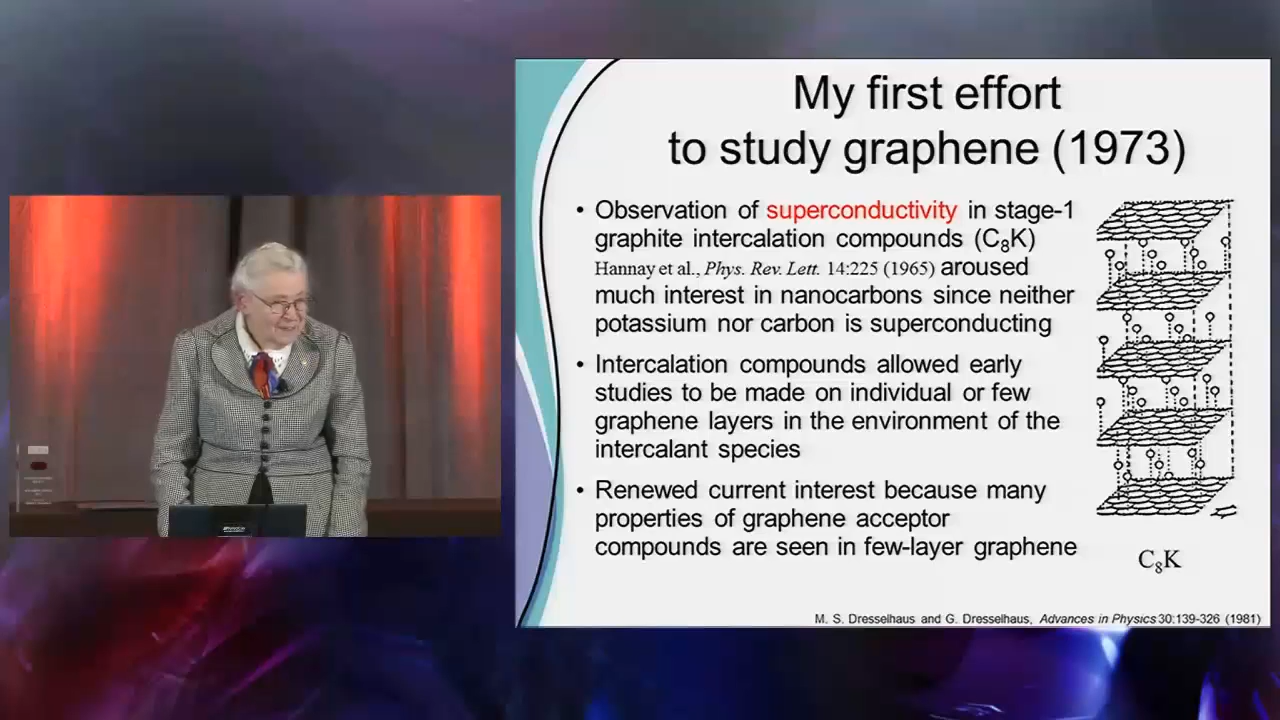 My first effort
to study graphene (1973)
• Observation of superconductivity in stage-1
graphite intercalation compounds (C₈K)
Hannay et al., Phys. Rev. Lett. 14:225 (1965) aroused
much interest in nanocarbons since neither
potassium nor carbon is superconducting
• Intercalation compounds allowed early
studies to be made on individual or few
graphene layers in the environment of the
intercalant species
• Renewed current interest because many
properties of graphene acceptor
compounds are seen in few-layer graphene
C₈K
M. S. Dresselhaus and G. Dresselhaus, Advances in Physics 30:139-326 (1981)